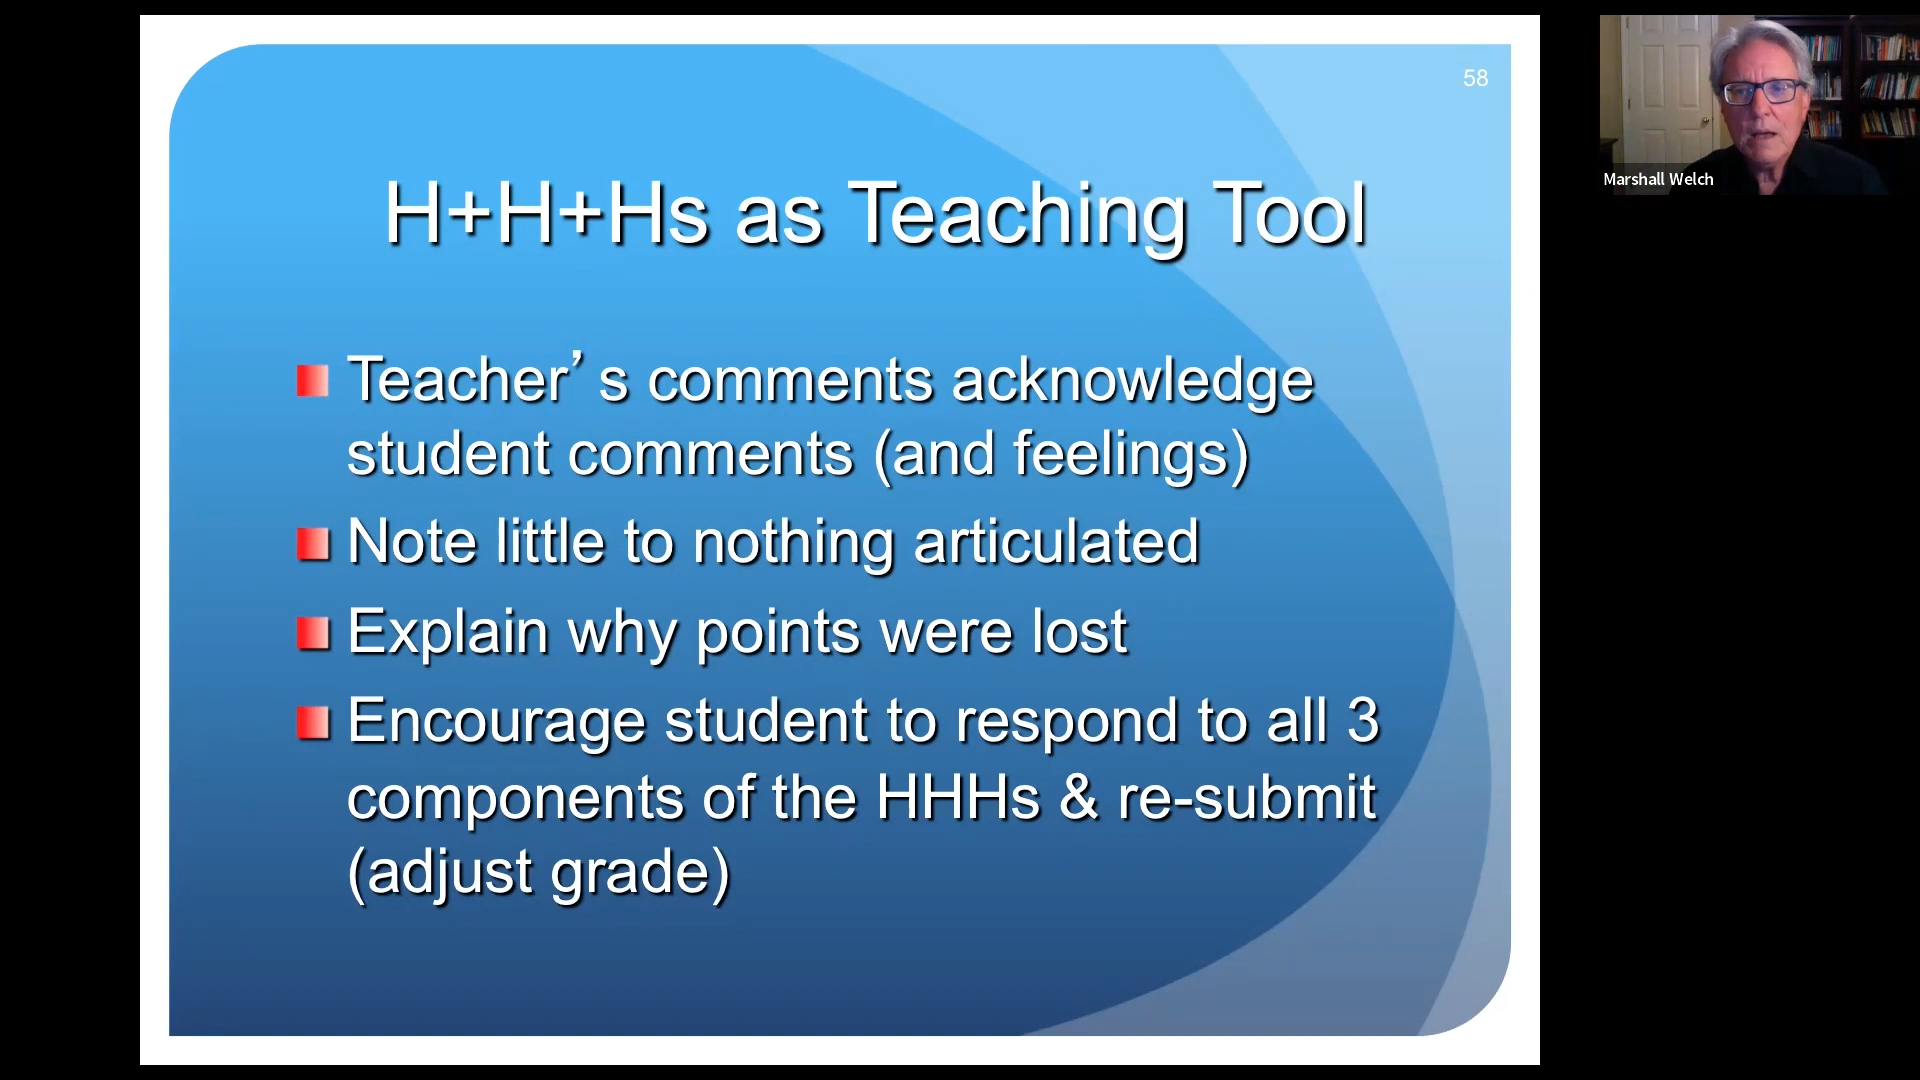 58
H+H+Hs as Teaching Tool
Teacher’s comments acknowledge
student comments (and feelings)
Note little to nothing articulated
Explain why points were lost
Encourage student to respond to all 3
components of the HHHs & re-submit
(adjust grade)
Marshall Welch